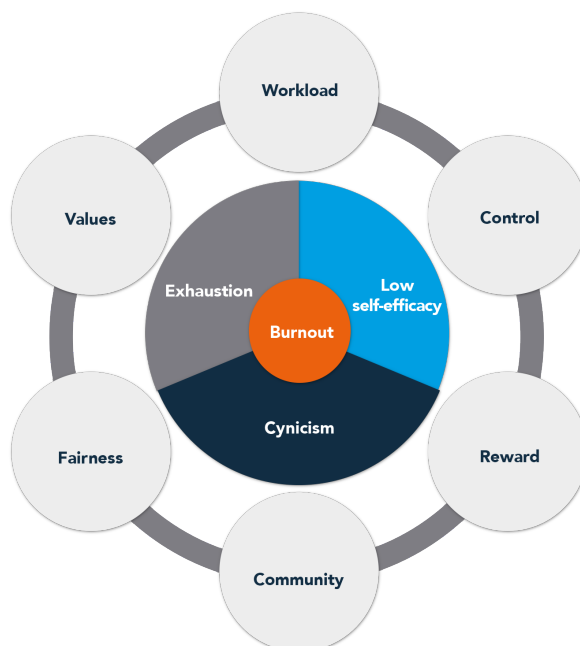 Workload
Values
Control
Exhaustion
Low
self-efficacy
Burnout
Cynicism
Fairness
Reward
Community